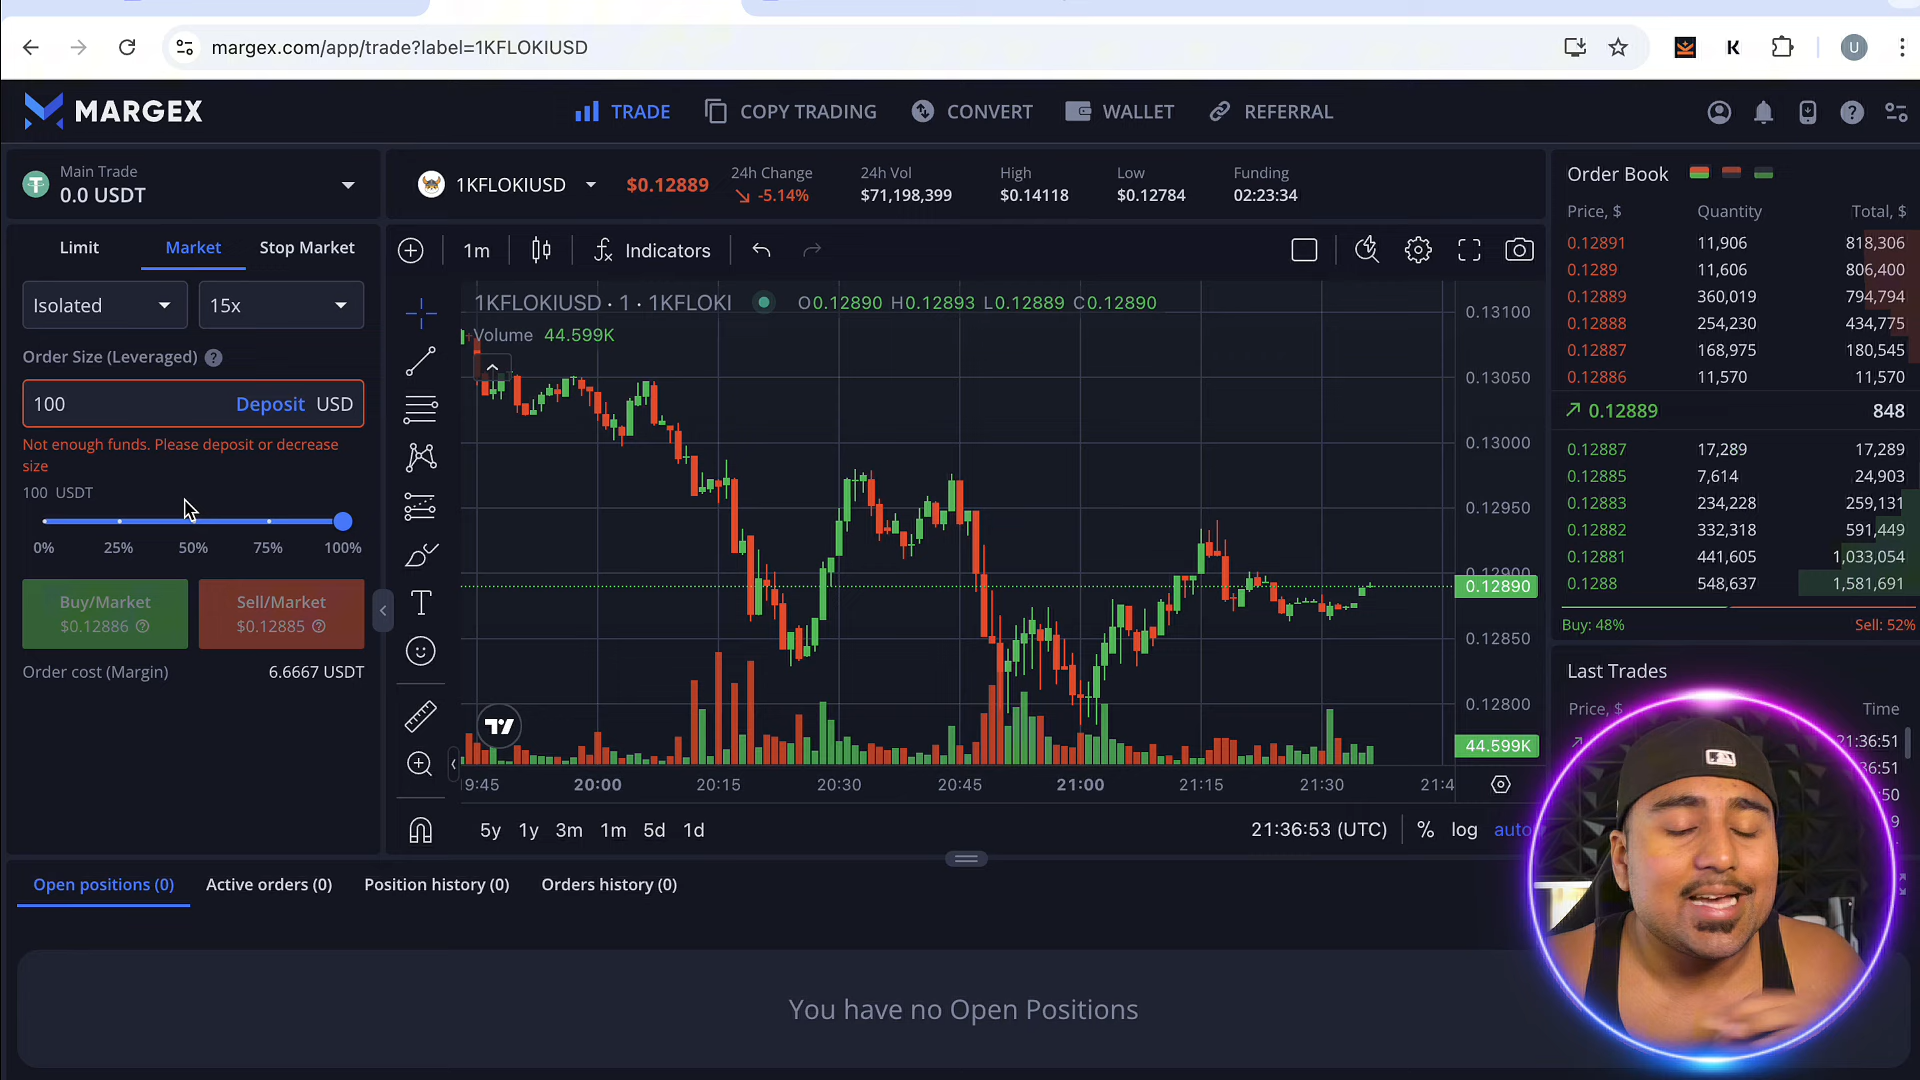 margex.com/app/trade?label=1KFLOKIUSD
K
U
MARGEX
TRADE
COPY TRADING
CONVERT
WALLET
REFERRAL
Main Trade
0.0 USDT
1KFLOKIUSD
$0.12889
24h Change
-5.14%
24h Vol
$71,198,399
High
$0.14118
Low
$0.12784
Funding
02:23:34
Limit
Market
Stop Market
Isolated
15x
Order Size (Leveraged) ?
100 Deposit USD
Not enough funds. Please deposit or decrease
size
100 USDT
0% 25% 50% 75% 100%
Buy/Market
$0.12886 ?
Sell/Market
$0.12885 ?
Order cost (Margin) 6.6667 USDT
1m
Indicators
1KFLOKIUSD · 1 · 1KFLOKI O0.12890 H0.12893 L0.12889 C0.12890
Volume 44.599K
0.13100
0.13050
0.13000
0.12950
0.12900
0.12890
0.12850
0.12800
44.599K
9:45 20:00 20:15 20:30 20:45 21:00 21:15 21:30 21:4
5y 1y 3m 1m 5d 1d
21:36:53 (UTC) % log auto
Order Book
Price, $ Quantity Total, $
0.12891 11,906 818,306
0.1289 11,606 806,400
0.12889 360,019 794,794
0.12888 254,230 434,775
0.12887 168,975 180,545
0.12886 11,570 11,570
0.12889 848
0.12887 17,289 17,289
0.12885 7,614 24,903
0.12883 234,228 259,131
0.12882 332,318 591,449
0.12881 441,605 1,033,054
0.1288 548,637 1,581,691
Buy: 48% Sell: 52%
Last Trades
Price, $ Time
21:36:51
:36:51
:50
9
Open positions (0)
Active orders (0)
Position history (0)
Orders history (0)
You have no Open Positions